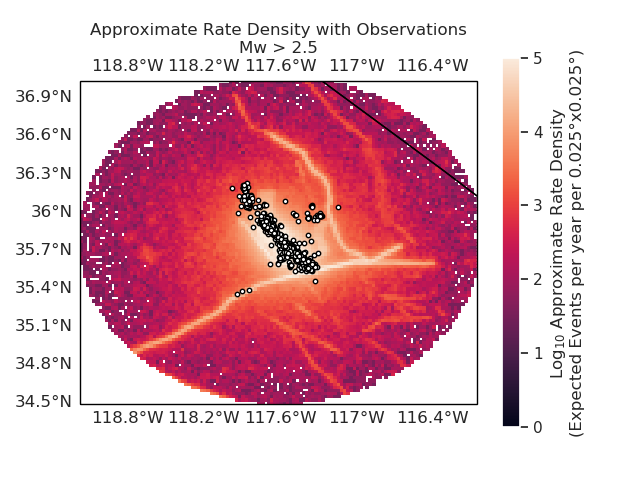 Approximate Rate Density with Observations
Mw > 2.5
118.8°W 118.2°W 117.6°W 117°W 116.4°W
36.9°N
36.6°N
36.3°N
36°N
35.7°N
35.4°N
35.1°N
34.8°N
34.5°N
118.8°W 118.2°W 117.6°W 117°W 116.4°W
5
4
3
2
1
0
Log₁₀ Approximate Rate Density
(Expected Events per year per 0.025°x0.025°)